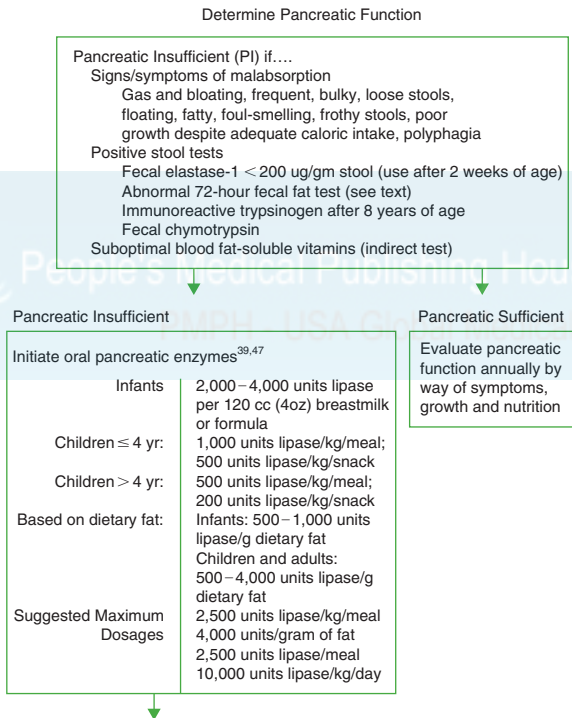 Determine Pancreatic Function
Pancreatic Insufficient (PI) if….
Signs/symptoms of malabsorption
Gas and bloating, frequent, bulky, loose stools,
floating, fatty, foul-smelling, frothy stools, poor
growth despite adequate caloric intake, polyphagia
Positive stool tests
Fecal elastase-1 < 200 ug/gm stool (use after 2 weeks of age)
Abnormal 72-hour fecal fat test (see text)
Immunoreactive trypsinogen after 8 years of age
Fecal chymotrypsin
Suboptimal blood fat-soluble vitamins (indirect test)
People's Medical Publishing Hou
PMPH - USA Global Medical
Pancreatic Insufficient
Initiate oral pancreatic enzymes39,47
Infants 2,000–4,000 units lipase
per 120 cc (4oz) breastmilk
or formula
Children ≤ 4 yr: 1,000 units lipase/kg/meal;
500 units lipase/kg/snack
Children > 4 yr: 500 units lipase/kg/meal;
200 units lipase/kg/snack
Based on dietary fat: Infants: 500–1,000 units
lipase/g dietary fat
Children and adults:
500–4,000 units lipase/g
dietary fat
Suggested Maximum 2,500 units lipase/kg/meal
Dosages 4,000 units/gram of fat
2,500 units lipase/meal
10,000 units lipase/kg/day
Pancreatic Sufficient
Evaluate pancreatic
function annually by
way of symptoms,
growth and nutrition